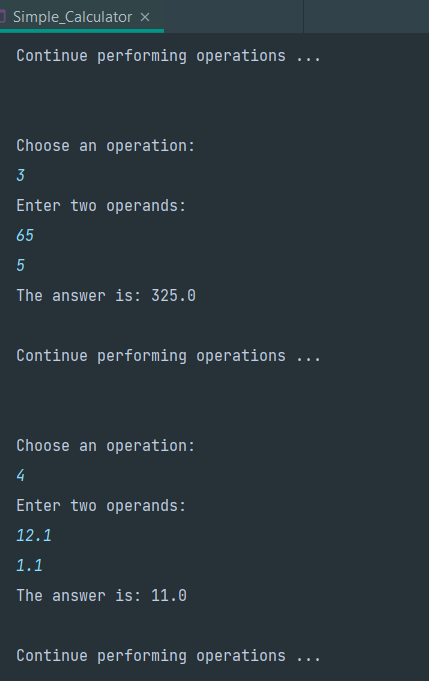 Simple_Calculator ×
Continue performing operations ...
Choose an operation:
3
Enter two operands:
65
5
The answer is: 325.0
Continue performing operations ...
Choose an operation:
4
Enter two operands:
12.1
1.1
The answer is: 11.0
Continue performing operations ...